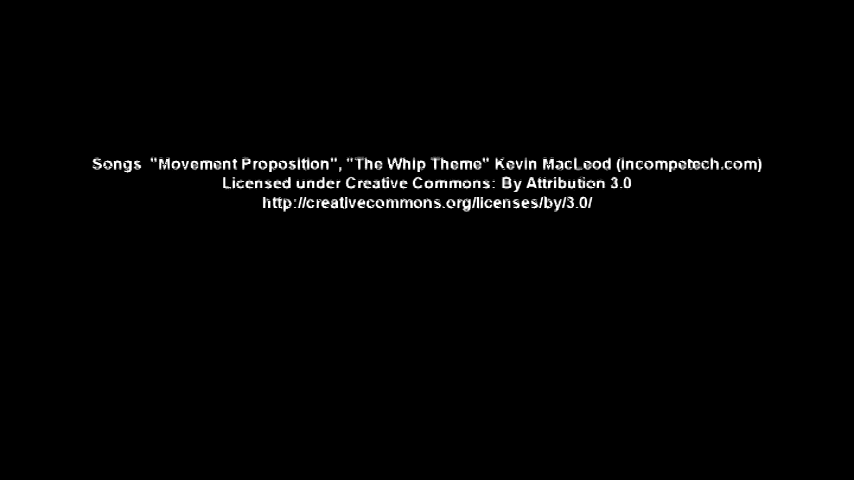 Songs  "Movement Proposition", "The Whip Theme" Kevin MacLeod (incompetech.com)
Licensed under Creative Commons: By Attribution 3.0
http://creativecommons.org/licenses/by/3.0/